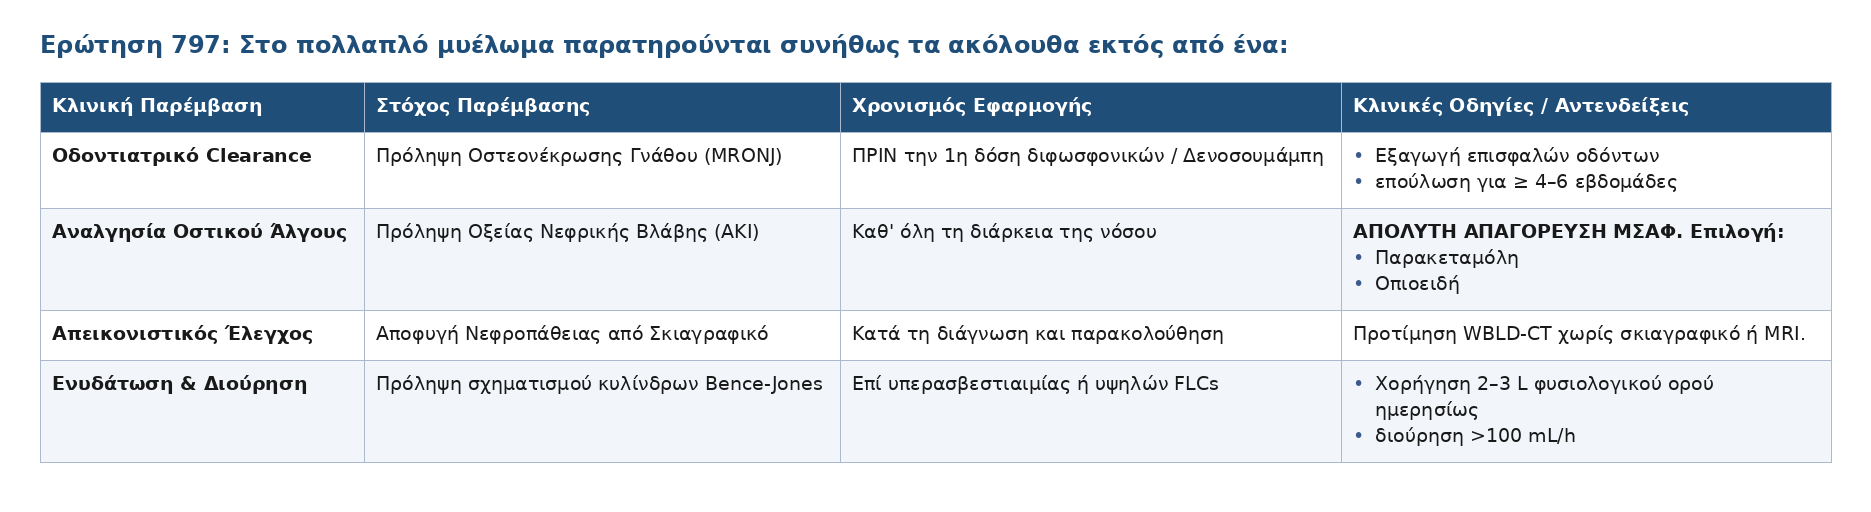 Ερώτηση 797: Στο πολλαπλό μυέλωμα παρατηρούνται συνήθως τα ακόλουθα εκτός από ένα:
Κλινική Παρέμβαση
Στόχος Παρέμβασης
Χρονισμός Εφαρμογής
Κλινικές Οδηγίες / Αντενδείξεις
Οδοντιατρικό Clearance
Πρόληψη Οστεονέκρωσης Γνάθου (MRONJ)
ΠΡΙΝ την 1η δόση διφωσφονικών / Δενοσουμάμπη
• Εξαγωγή επισφαλών οδόντων
• επούλωση για ≥ 4–6 εβδομάδες
Αναλγησία Οστικού Άλγους
Πρόληψη Οξείας Νεφρικής Βλάβης (AKI)
Καθ' όλη τη διάρκεια της νόσου
ΑΠΟΛΥΤΗ ΑΠΑΓΟΡΕΥΣΗ ΜΣΑΦ. Επιλογή:
• Παρακεταμόλη
• Οπιοειδή
Απεικονιστικός Έλεγχος
Αποφυγή Νεφροπάθειας από Σκιαγραφικό
Κατά τη διάγνωση και παρακολούθηση
Προτίμηση WBLD-CT χωρίς σκιαγραφικό ή MRI.
Ενυδάτωση & Διούρηση
Πρόληψη σχηματισμού κυλίνδρων Bence-Jones
Επί υπερασβεστιαιμίας ή υψηλών FLCs
• Χορήγηση 2–3 L φυσιολογικού ορού
ημερησίως
• διούρηση >100 mL/h